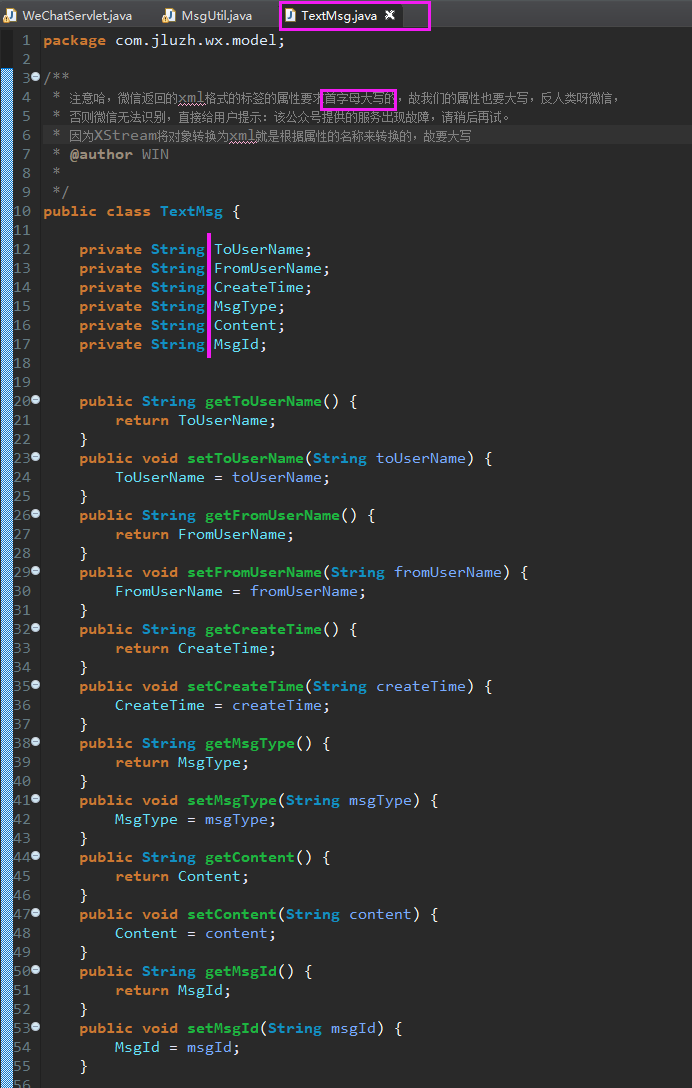 WeChatServlet.java MsgUtil.java TextMsg.java
1 package com.jluzh.wx.model;
2
3 /**
4 * 注意哈，微信返回的xml格式的标签的属性要求首字母大写的，故我们的属性也要大写，反人类呀微信，
5 * 否则微信无法识别，直接给用户提示：该公众号提供的服务出现故障，请稍后再试。
6 * 因为XStream将对象转换为xml就是根据属性的名称来转换的，故要大写
7 * @author WIN
8 *
9 */
10 public class TextMsg {
11
12 private String ToUserName;
13 private String FromUserName;
14 private String CreateTime;
15 private String MsgType;
16 private String Content;
17 private String MsgId;
18
19
20 public String getToUserName() {
21 return ToUserName;
22 }
23 public void setToUserName(String toUserName) {
24 ToUserName = toUserName;
25 }
26 public String getFromUserName() {
27 return FromUserName;
28 }
29 public void setFromUserName(String fromUserName) {
30 FromUserName = fromUserName;
31 }
32 public String getCreateTime() {
33 return CreateTime;
34 }
35 public void setCreateTime(String createTime) {
36 CreateTime = createTime;
37 }
38 public String getMsgType() {
39 return MsgType;
40 }
41 public void setMsgType(String msgType) {
42 MsgType = msgType;
43 }
44 public String getContent() {
45 return Content;
46 }
47 public void setContent(String content) {
48 Content = content;
49 }
50 public String getMsgId() {
51 return MsgId;
52 }
53 public void setMsgId(String msgId) {
54 MsgId = msgId;
55 }
56